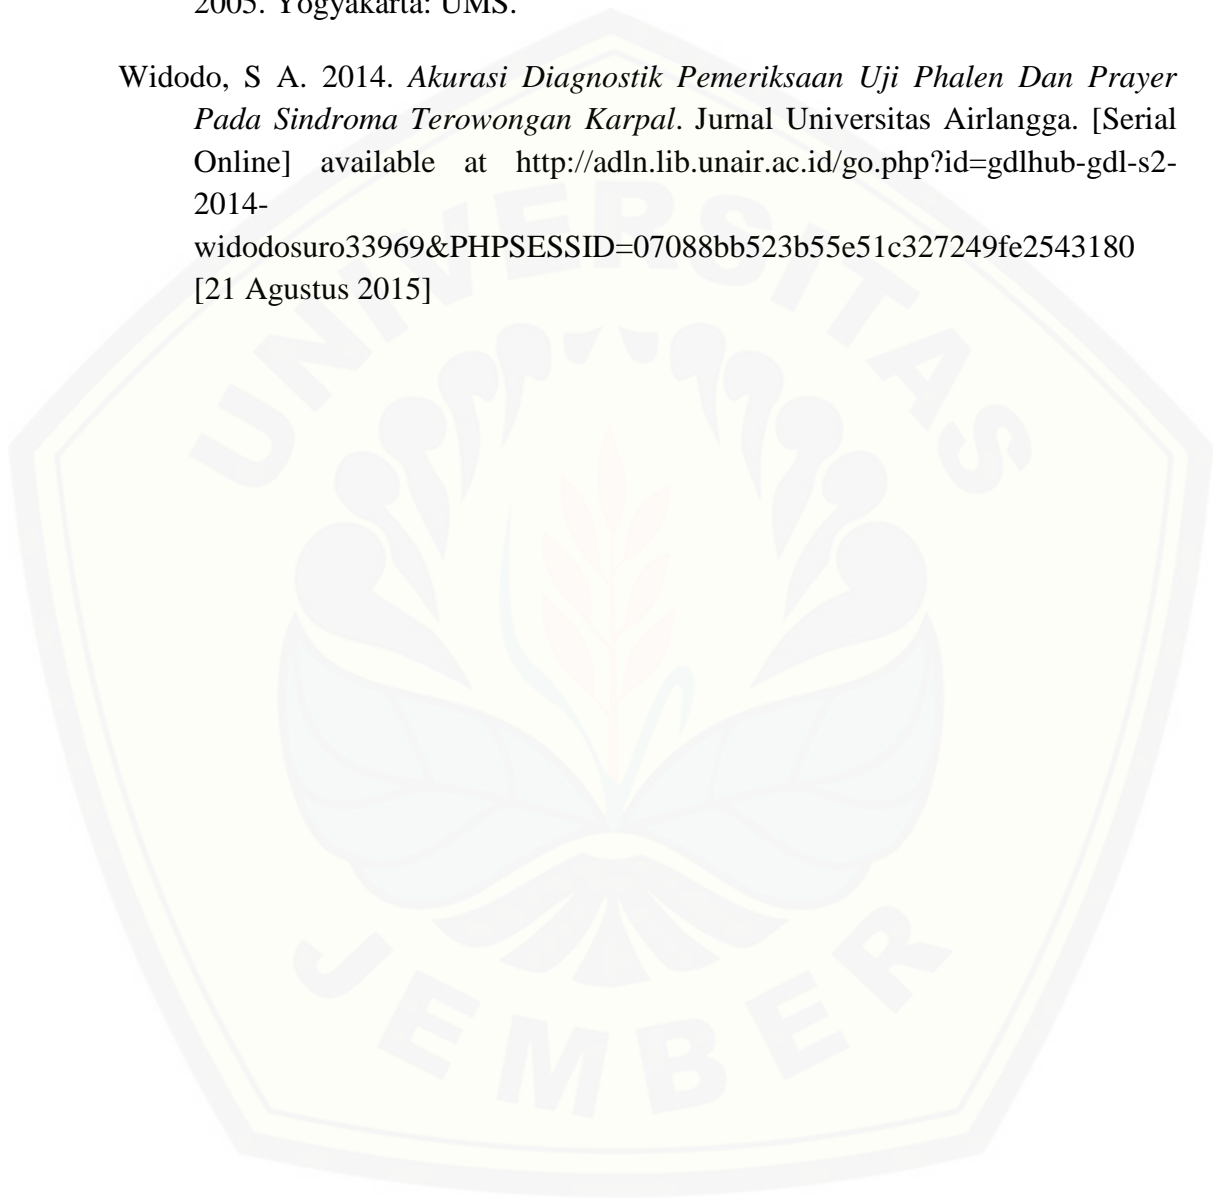 2005. Yogyakarta: UMS.
Widodo, S A. 2014. Akurasi Diagnostik Pemeriksaan Uji Phalen Dan Prayer
Pada Sindroma Terowongan Karpal. Jurnal Universitas Airlangga. [Serial
Online] available at http://adln.lib.unair.ac.id/go.php?id=gdlhub-gdl-s2-
2014-
widodosuro33969&PHPSESSID=07088bb523b55e51c327249fe2543180
[21 Agustus 2015]
UNIVERSITAS
JEMBER